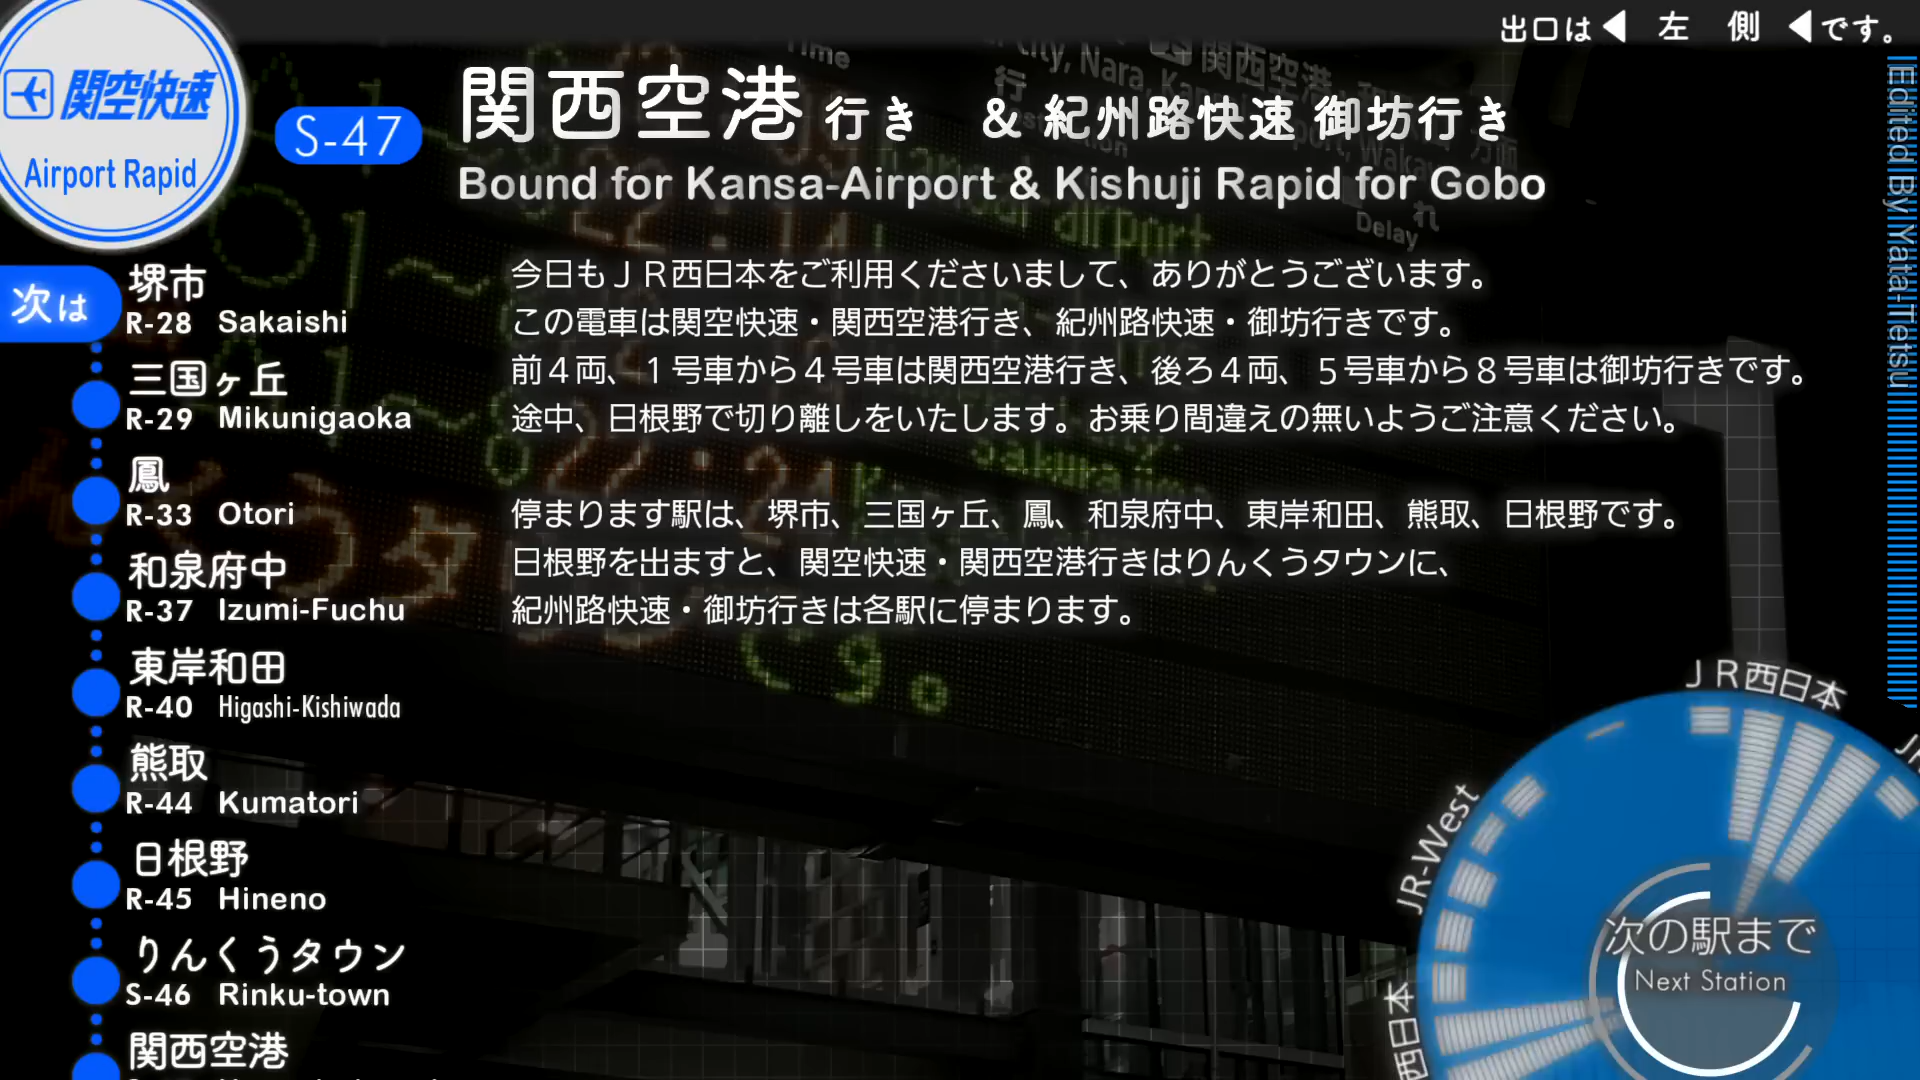 出口は◀ 左 側 ◀です。
関空快速
Airport Rapid
S-47
関西空港 行き ＆ 紀州路快速 御坊行き
Bound for Kansa-Airport & Kishuji Rapid for Gobo
Edited By Yata-Tetsu
次は
堺市
R-28 Sakaishi
三国ヶ丘
R-29 Mikunigaoka
鳳
R-33 Otori
和泉府中
R-37 Izumi-Fuchu
東岸和田
R-40 Higashi-Kishiwada
熊取
R-44 Kumatori
日根野
R-45 Hineno
りんくうタウン
S-46 Rinku-town
関西空港
今日もＪＲ西日本をご利用くださいまして、ありがとうございます。
この電車は関空快速・関西空港行き、紀州路快速・御坊行きです。
前４両、１号車から４号車は関西空港行き、後ろ４両、５号車から８号車は御坊行きです。
途中、日根野で切り離しをいたします。お乗り間違えの無いようご注意ください。
停まります駅は、堺市、三国ヶ丘、鳳、和泉府中、東岸和田、熊取、日根野です。
日根野を出ますと、関空快速・関西空港行きはりんくうタウンに、
紀州路快速・御坊行きは各駅に停まります。
ＪＲ西日本
JR-West
西日本
次の駅まで
Next Station